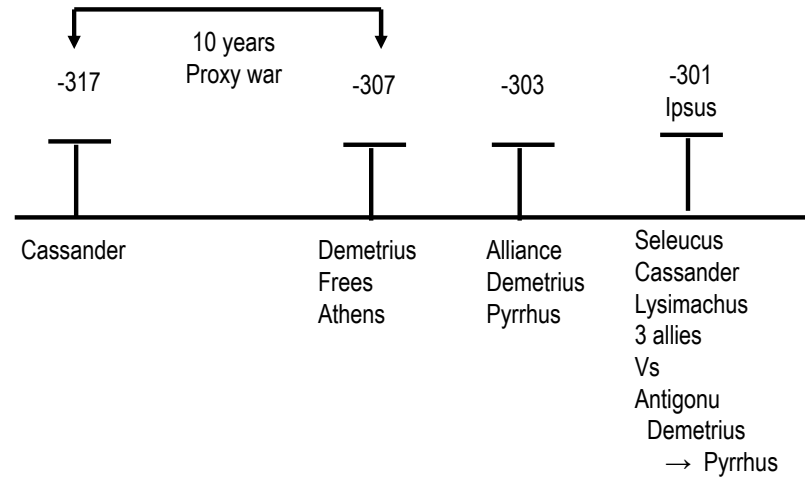 10 years
Proxy war
-317
-307
-303
-301
Ipsus
Cassander
Demetrius
Frees
Athens
Alliance
Demetrius
Pyrrhus
Seleucus
Cassander
Lysimachus
3 allies
Vs
Antigonu
Demetrius
→ Pyrrhus